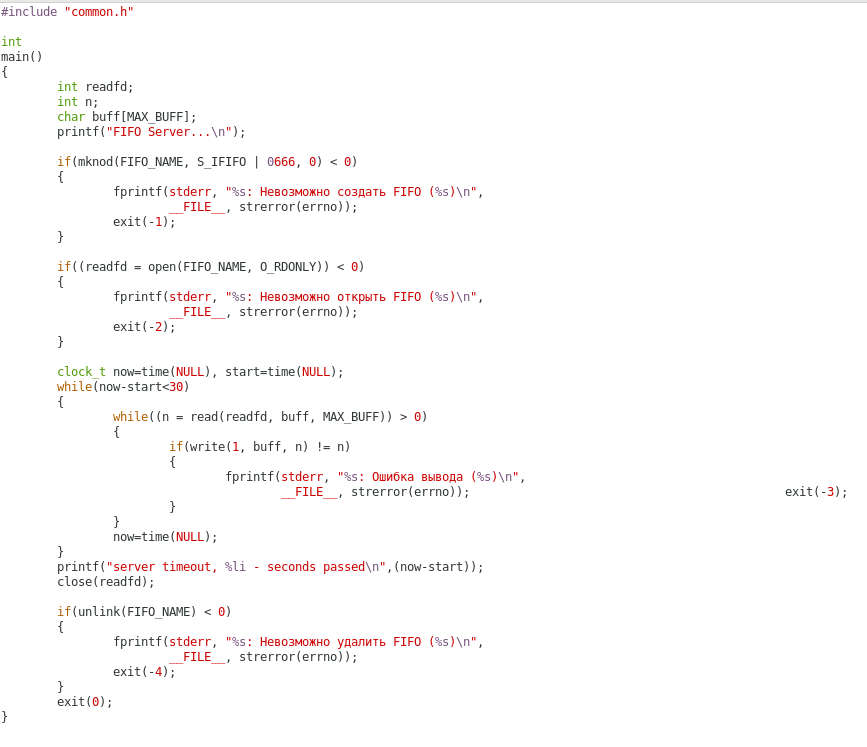 #include "common.h"

int
main()
{
        int readfd;
        int n;
        char buff[MAX_BUFF];
        printf("FIFO Server...\n");

        if(mknod(FIFO_NAME, S_IFIFO | 0666, 0) < 0)
        {
                fprintf(stderr, "%s: Невозможно создать FIFO (%s)\n",
                        __FILE__, strerror(errno));
                exit(-1);
        }

        if((readfd = open(FIFO_NAME, O_RDONLY)) < 0)
        {
                fprintf(stderr, "%s: Невозможно открыть FIFO (%s)\n",
                        __FILE__, strerror(errno));
                exit(-2);
        }

        clock_t now=time(NULL), start=time(NULL);
        while(now-start<30)
        {
                while((n = read(readfd, buff, MAX_BUFF)) > 0)
                {
                        if(write(1, buff, n) != n)
                        {
                                fprintf(stderr, "%s: Ошибка вывода (%s)\n",
                                        __FILE__, strerror(errno));                                             exit(-3);
                        }
                }
                now=time(NULL);
        }
        printf("server timeout, %li - seconds passed\n",(now-start));
        close(readfd);

        if(unlink(FIFO_NAME) < 0)
        {
                fprintf(stderr, "%s: Невозможно удалить FIFO (%s)\n",
                        __FILE__, strerror(errno));
                exit(-4);
        }
        exit(0);
}